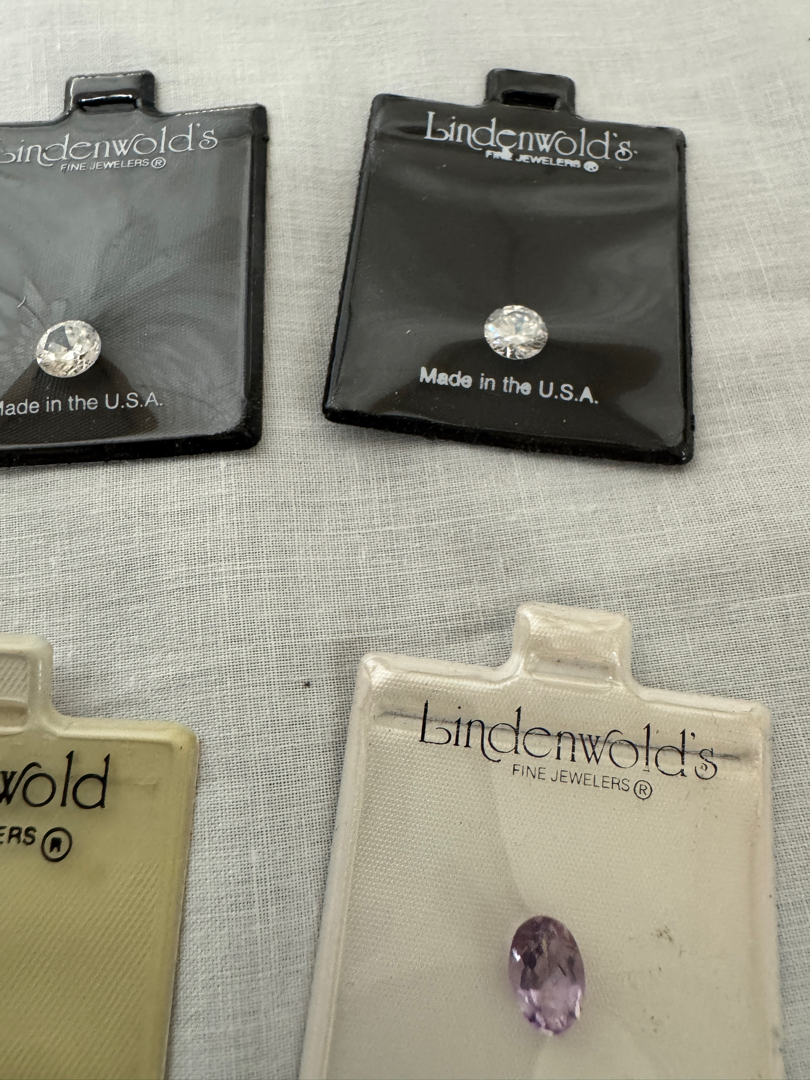 Lindenwold's
FINE JEWELERS®
Made in the U.S.A.
Lindenwold's
FINE JEWELERS®
Made in the U.S.A.
wold
ERS®
Lindenwold's
FINE JEWELERS®